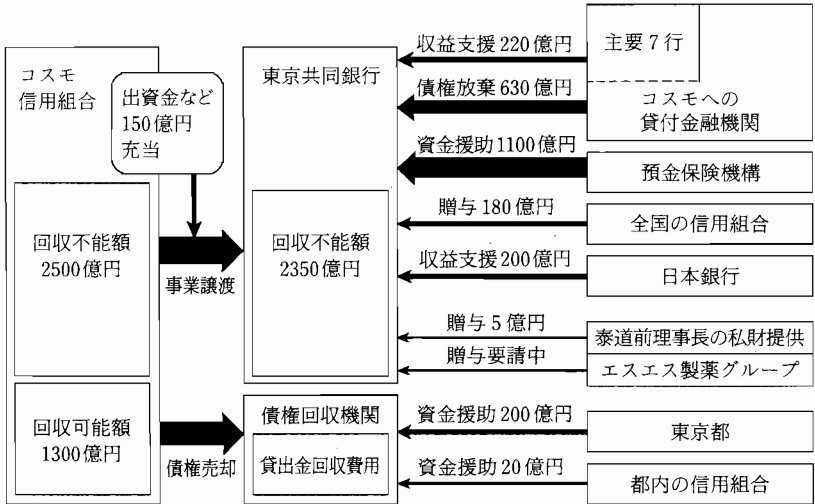 コスモ
信用組合
出資金など
150億円
充当
回収不能額
2500億円
事業譲渡
回収可能額
1300億円
債権売却
東京共同銀行
回収不能額
2350億円
債権回収機関
貸出金回収費用
収益支援220億円
債権放棄630億円
資金援助1100億円
贈与180億円
収益支援200億円
贈与5億円
贈与要請中
資金援助200億円
資金援助20億円
主要7行
コスモへの
貸付金融機関
預金保険機構
全国の信用組合
日本銀行
泰道前理事長の私財提供
エスエス製薬グループ
東京都
都内の信用組合